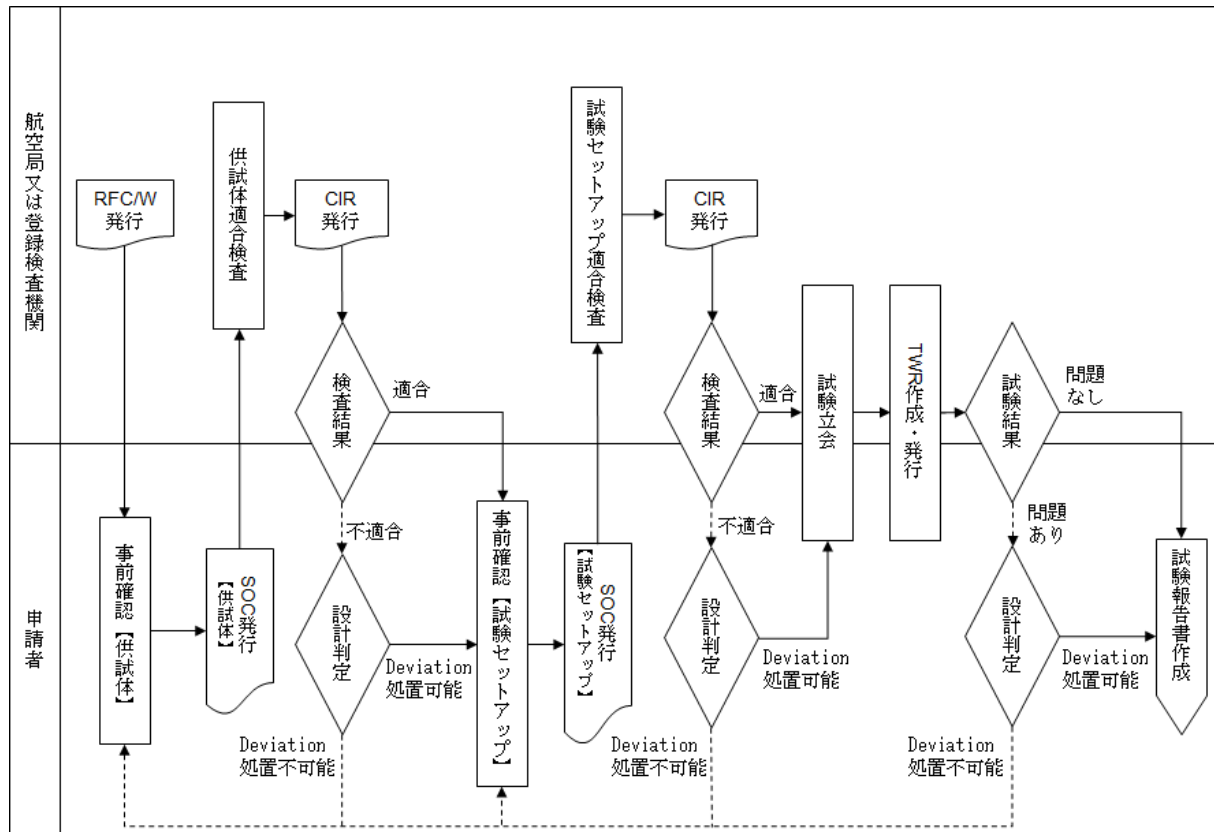 航空局又は登録検査機関
RFC/W
発行
供試体適合検査
CIR
発行
検査結果
適合
不適合
試験セットアップ適合検査
CIR
発行
検査結果
適合
不適合
試験立会
TWR作成・発行
試験結果
問題
なし
問題
あり
申請者
事前確認【供試体】
SOC発行
【供試体】
設計判定
Deviation
処置可能
Deviation
処置不可能
事前確認【試験セットアップ】
SOC発行
【試験セットアップ】
設計判定
Deviation
処置可能
Deviation
処置不可能
設計判定
Deviation
処置可能
Deviation
処置不可能
試験報告書作成